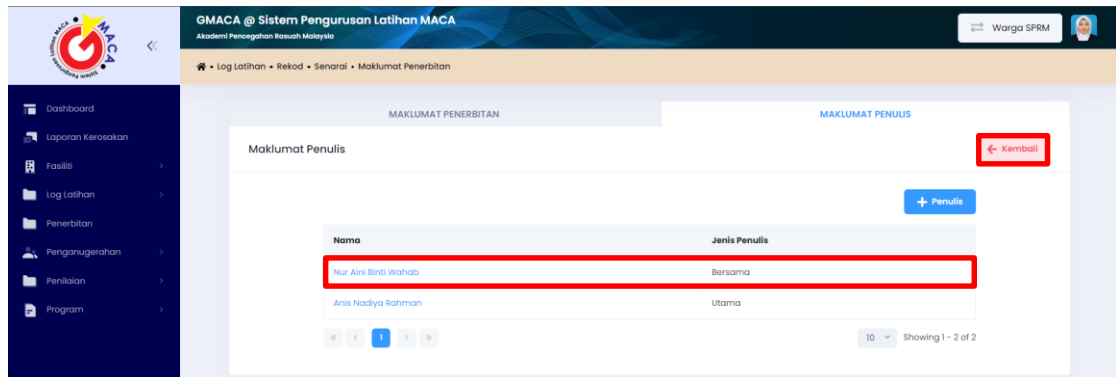 GMACA @ Sistem Pengurusan Latihan MACA
Akademi Pencegahan Rasuah Malaysia
Warga SPRM
Log Latihan • Rekod • Senarai • Maklumat Penerbitan
Dashboard
Laporan Kerosakan
Fasiliti
Log Latihan
Penerbitan
Penganugerahan
Penilaian
Program
MAKLUMAT PENERBITAN
MAKLUMAT PENULIS
Maklumat Penulis
← Kembali
+ Penulis
Nama Jenis Penulis
Nur Aini Binti Wahab Bersama
Anis Nadiya Rahman Utama
« < 1 > »
10 Showing 1 - 2 of 2